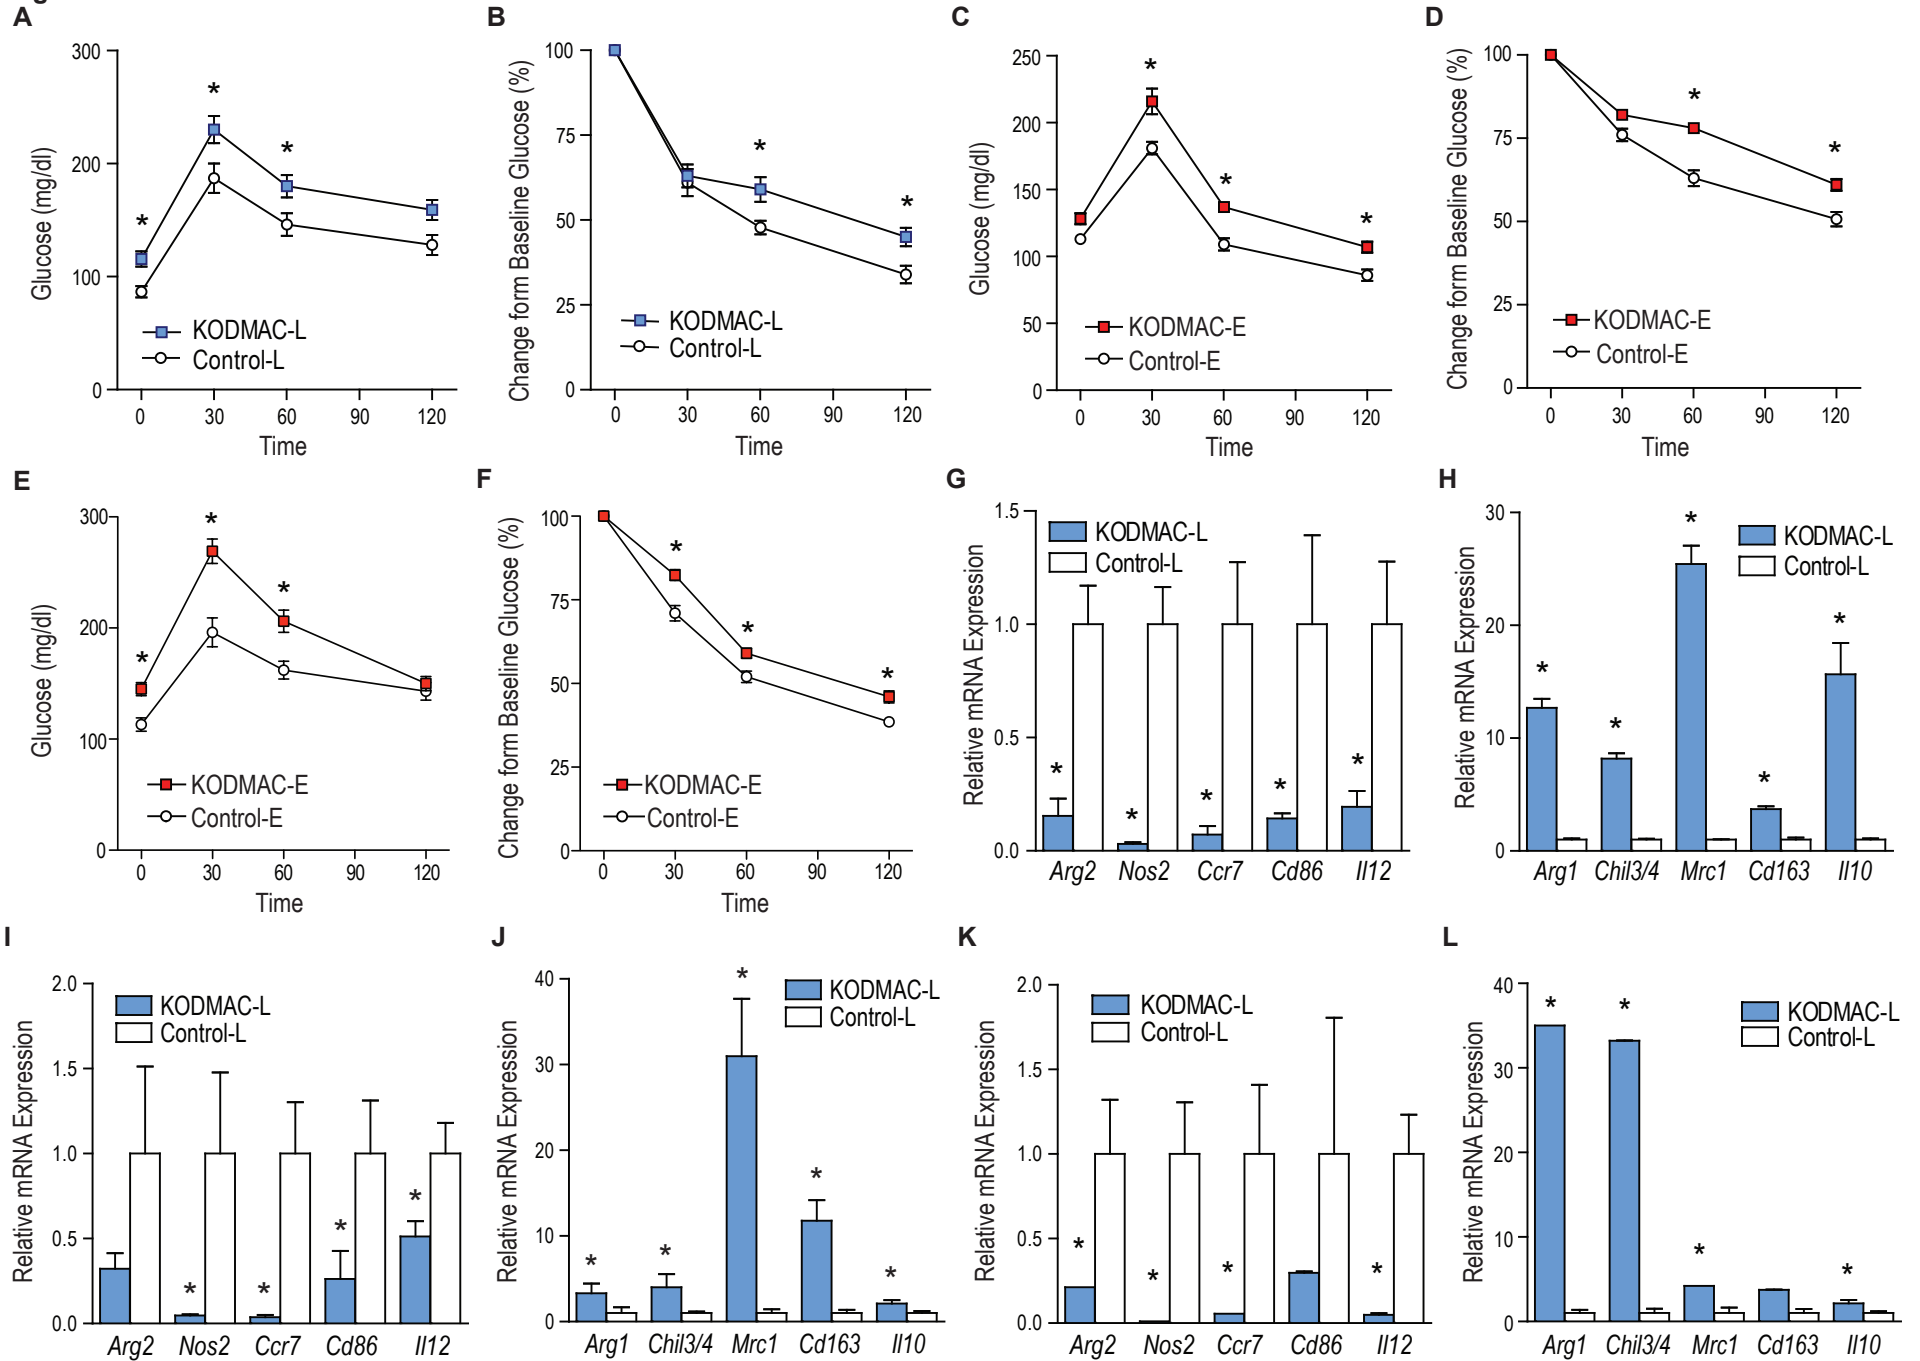 A
B
C
D
300
200
100
0
Glucose (mg/dl)
*
*
*
KODMAC-L
Control-L
0 30 60 90 120
Time
100
75
50
25
0
Change form Baseline Glucose (%)
*
*
KODMAC-L
Control-L
0 30 60 90 120
Time
250
200
150
100
50
0
Glucose (mg/dl)
*
*
*
KODMAC-E
Control-E
0 30 60 90 120
Time
100
75
50
25
0
Change form Baseline Glucose (%)
*
*
KODMAC-E
Control-E
0 30 60 90 120
Time
E
F
G
H
300
200
100
0
Glucose (mg/dl)
*
*
*
KODMAC-E
Control-E
0 30 60 90 120
Time
100
75
50
25
0
Change form Baseline Glucose (%)
*
*
*
KODMAC-E
Control-E
0 30 60 90 120
Time
1.5
1.0
0.5
0.0
Relative mRNA Expression
KODMAC-L
Control-L
* * * * *
Arg2 Nos2 Ccr7 Cd86 Il12
30
20
10
0
Relative mRNA Expression
KODMAC-L
Control-L
* * * * *
Arg1 Chil3/4 Mrc1 Cd163 Il10
I
J
K
L
2.0
1.5
1.0
0.5
0.0
Relative mRNA Expression
KODMAC-L
Control-L
* * * *
Arg2 Nos2 Ccr7 Cd86 Il12
40
30
20
10
0
Relative mRNA Expression
KODMAC-L
Control-L
* * * * *
Arg1 Chil3/4 Mrc1 Cd163 Il10
2.0
1.5
1.0
0.5
0.0
Relative mRNA Expression
KODMAC-L
Control-L
* * * *
Arg2 Nos2 Ccr7 Cd86 Il12
40
30
20
10
0
Relative mRNA Expression
KODMAC-L
Control-L
* * * *
Arg1 Chil3/4 Mrc1 Cd163 Il10